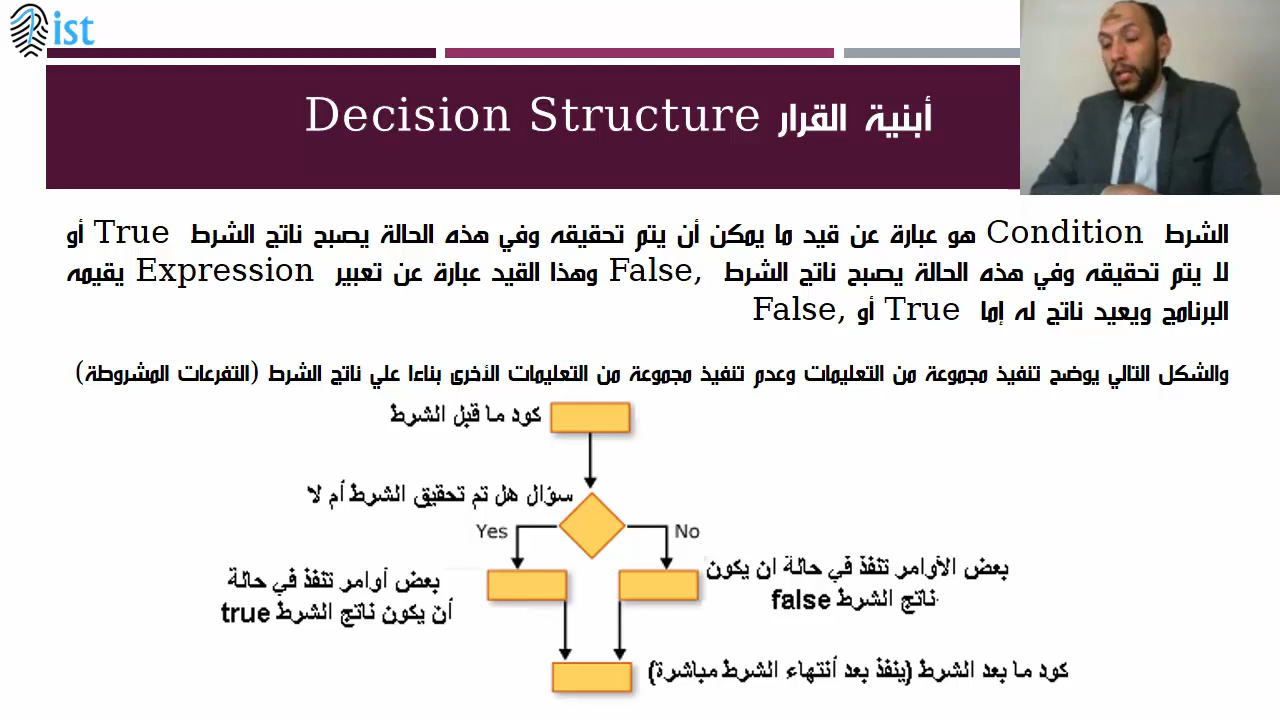 ist
أبنية القرار Decision Structure
الشرط Condition هو عبارة عن قيد ما يمكن أن يتم تحقيقه وفي هذه الحالة يصبح ناتج الشرط True أو
لا يتم تحقيقه وفي هذه الحالة يصبح ناتج الشرط False, وهذا القيد عبارة عن تعبير Expression يقيمه
البرنامج ويعيد ناتج له إما True أو False,
والشكل التالي يوضح تنفيذ مجموعة من التعليمات وعدم تنفيذ مجموعة من التعليمات الأخرى بناءا علي ناتج الشرط (التفرعات المشروطة)
كود ما قبل الشرط
سؤال هل تم تحقيق الشرط أم لا
Yes
No
بعض الأوامر تنفذ في حالة ان يكون
ناتج الشرط false
بعض أوامر تنفذ في حالة
أن يكون ناتج الشرط true
كود ما بعد الشرط (ينفذ بعد أنتهاء الشرط مباشرة)